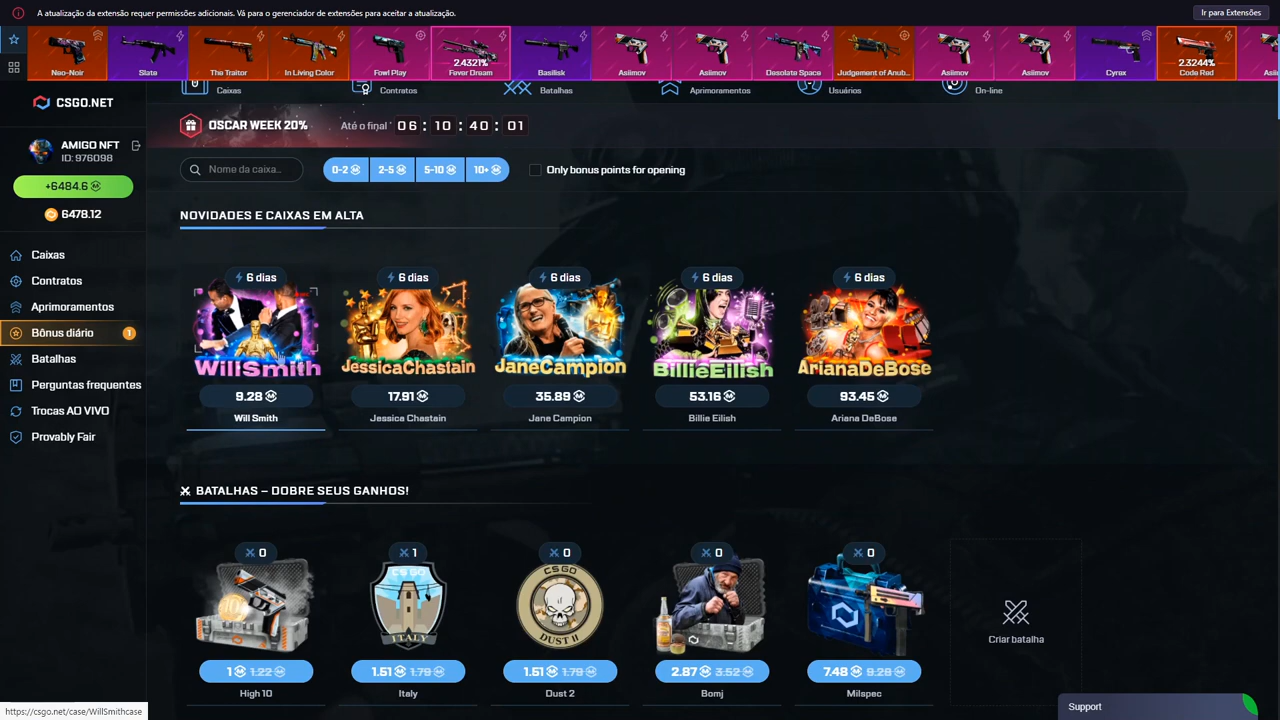 A atualização da extensão requer permissões adicionais. Vá para o gerenciador de extensões para aceitar a atualização.
Ir para Extensões
Neo-Noir
Slate
The Traitor
In Living Color
Fowl Play
2.4321%
Fever Dream
Basilisk
Asiimov
Asiimov
Desolate Space
Judgement of Anub...
Asiimov
Asiimov
Cyrex
2.3244%
Code Red
CSGO.NET
Caixas
Contratos
Batalhas
Aprimoramentos
Usuários
On-line
OSCAR WEEK 20%
Até o final
06 : 10 : 40 : 01
AMIGO NFT
ID: 976098
+6484.6
6478.12
Nome da caixa...
0-2
2-5
5-10
10+
Only bonus points for opening
Caixas
Contratos
Aprimoramentos
Bônus diário
1
Batalhas
Perguntas frequentes
Trocas AO VIVO
Provably Fair
NOVIDADES E CAIXAS EM ALTA
6 dias
6 dias
6 dias
6 dias
6 dias
WillSmith
JessicaChastain
JaneCampion
BillieEilish
ArianaDeBose
9.28
17.91
35.89
53.16
93.45
Will Smith
Jessica Chastain
Jane Campion
Billie Eilish
Ariana DeBose
BATALHAS – DOBRE SEUS GANHOS!
0
1
0
0
0
CS GO
ITALY
CS GO
DUST II
1 1.22
1.51 1.79
1.51 1.79
2.87 3.52
7.48 9.28
High 10
Italy
Dust 2
Bomj
Milspec
Criar batalha
Support
https://csgo.net/case/WillSmithcase